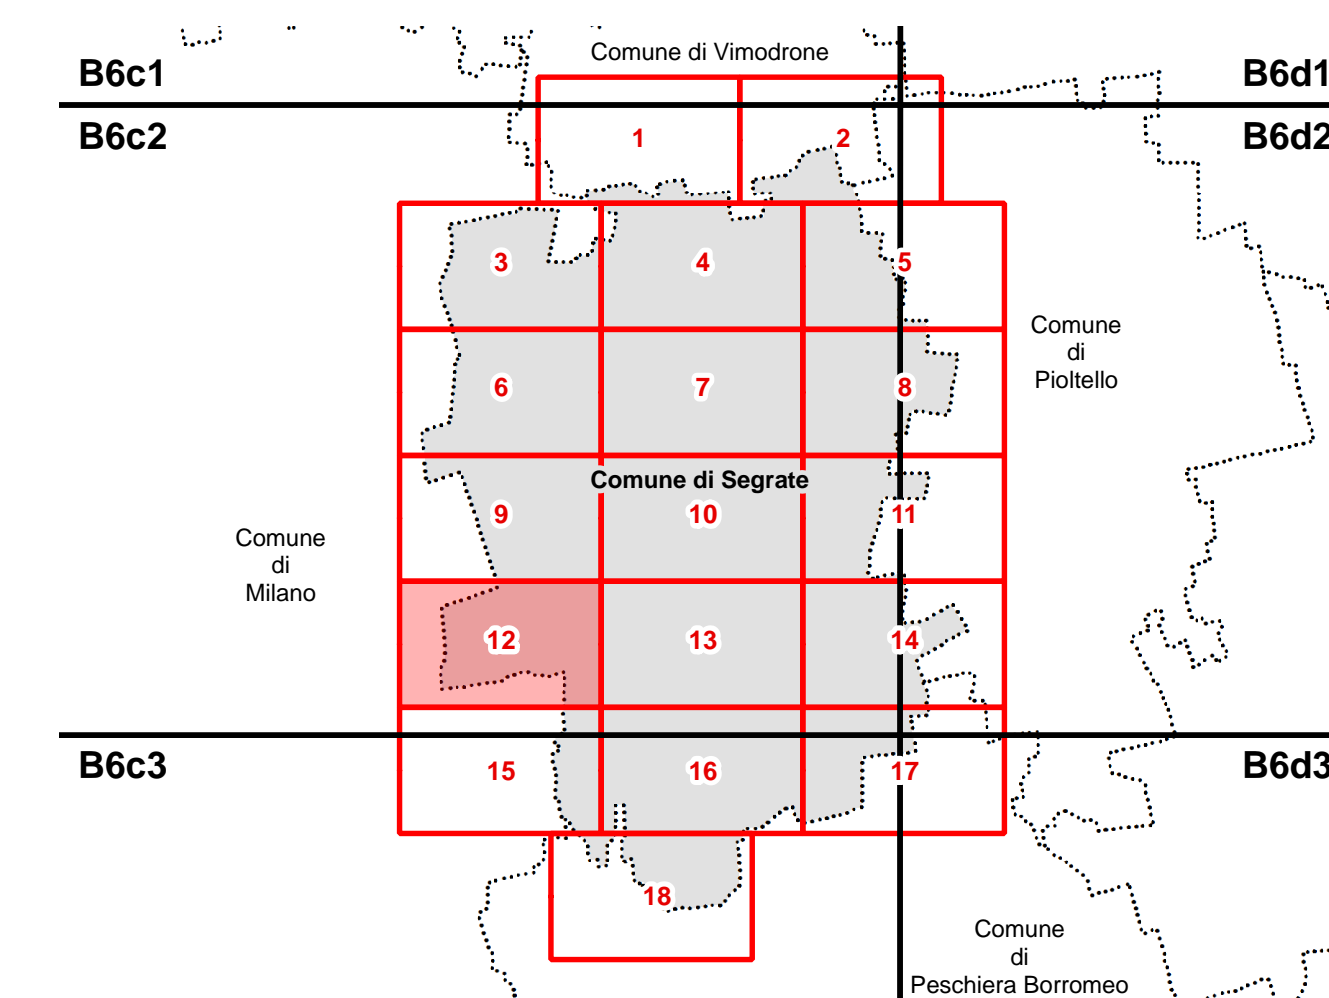 Comune di Vimodrone
B6c1
B6d1
B6c2
B6d2
1
2
3
4
5
Comune
di
Pioltello
6
7
8
Comune di Segrate
9
10
11
Comune
di
Milano
12
13
14
B6c3
B6d3
15
16
17
18
Comune
di
Peschiera Borromeo